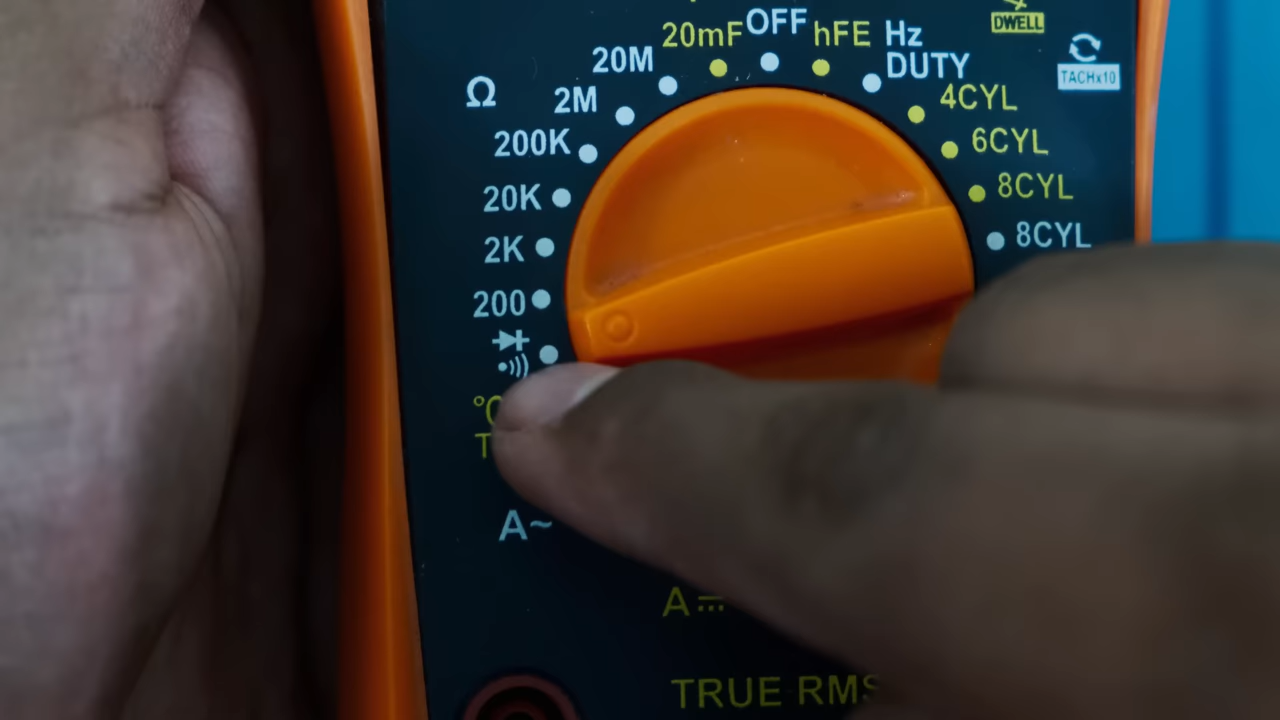 DWELL
OFF
20mF
hFE
Hz
DUTY
20M
TACHx10
Ω
2M
4CYL
200K
6CYL
20K
8CYL
2K
8CYL
200
A~
A⎓
TRUE RMS